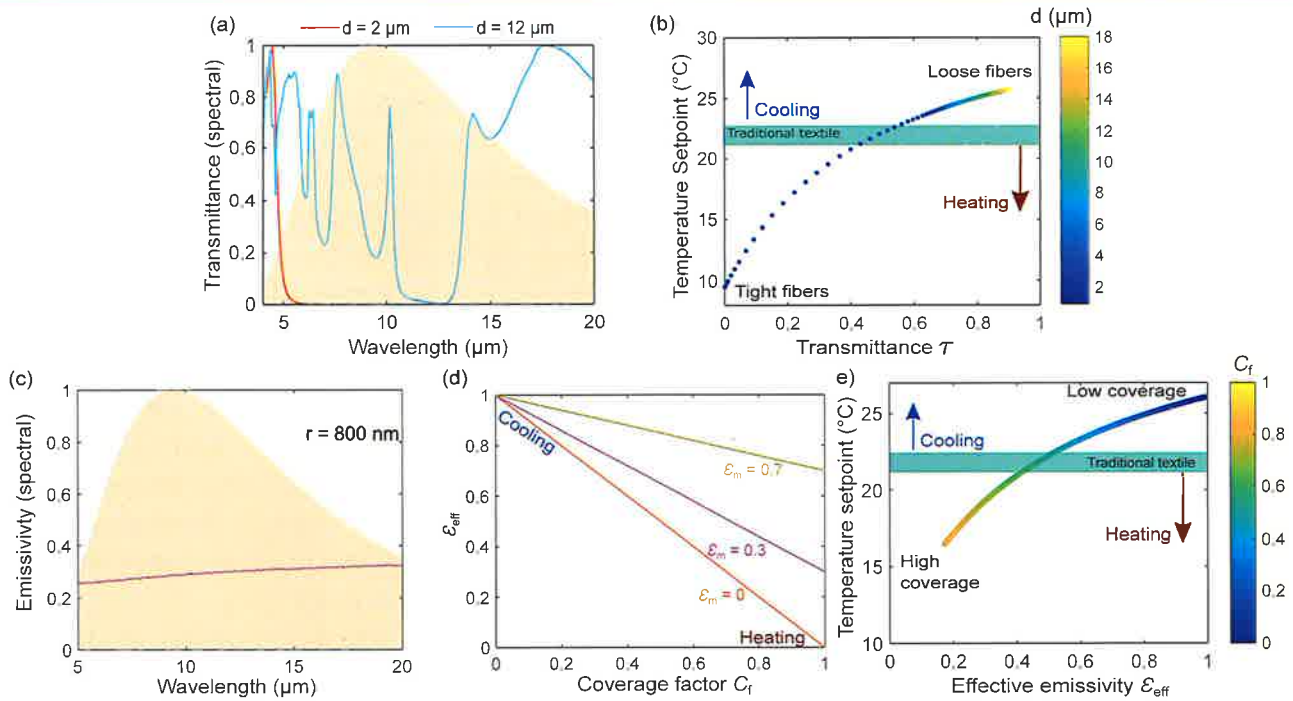 (a)
d = 2 µm
d = 12 µm
Transmittance (spectral)
1
0.8
0.6
0.4
0.2
0
5
10
15
20
Wavelength (µm)
(b)
d (µm)
Temperature Setpoint (°C)
30
25
20
15
10
Cooling
Loose fibers
Traditional textile
Heating
Tight fibers
0
0.2
0.4
0.6
0.8
1
Transmittance τ
18
16
14
12
10
8
6
4
2
(c)
Emissivity (spectral)
1
0.8
0.6
0.4
0.2
0
r = 800 nm
5
10
15
20
Wavelength (µm)
(d)
εeff
1
0.8
0.6
0.4
0.2
0
Cooling
εm = 0.7
εm = 0.3
εm = 0
Heating
0
0.2
0.4
0.6
0.8
1
Coverage factor Cf
e)
Temperature setpoint (°C)
25
20
15
10
Low coverage
Cooling
Traditional textile
Heating
High
coverage
0
0.2
0.4
0.6
0.8
1
Effective emissivity εeff
Cf
1
0.8
0.6
0.4
0.2
0